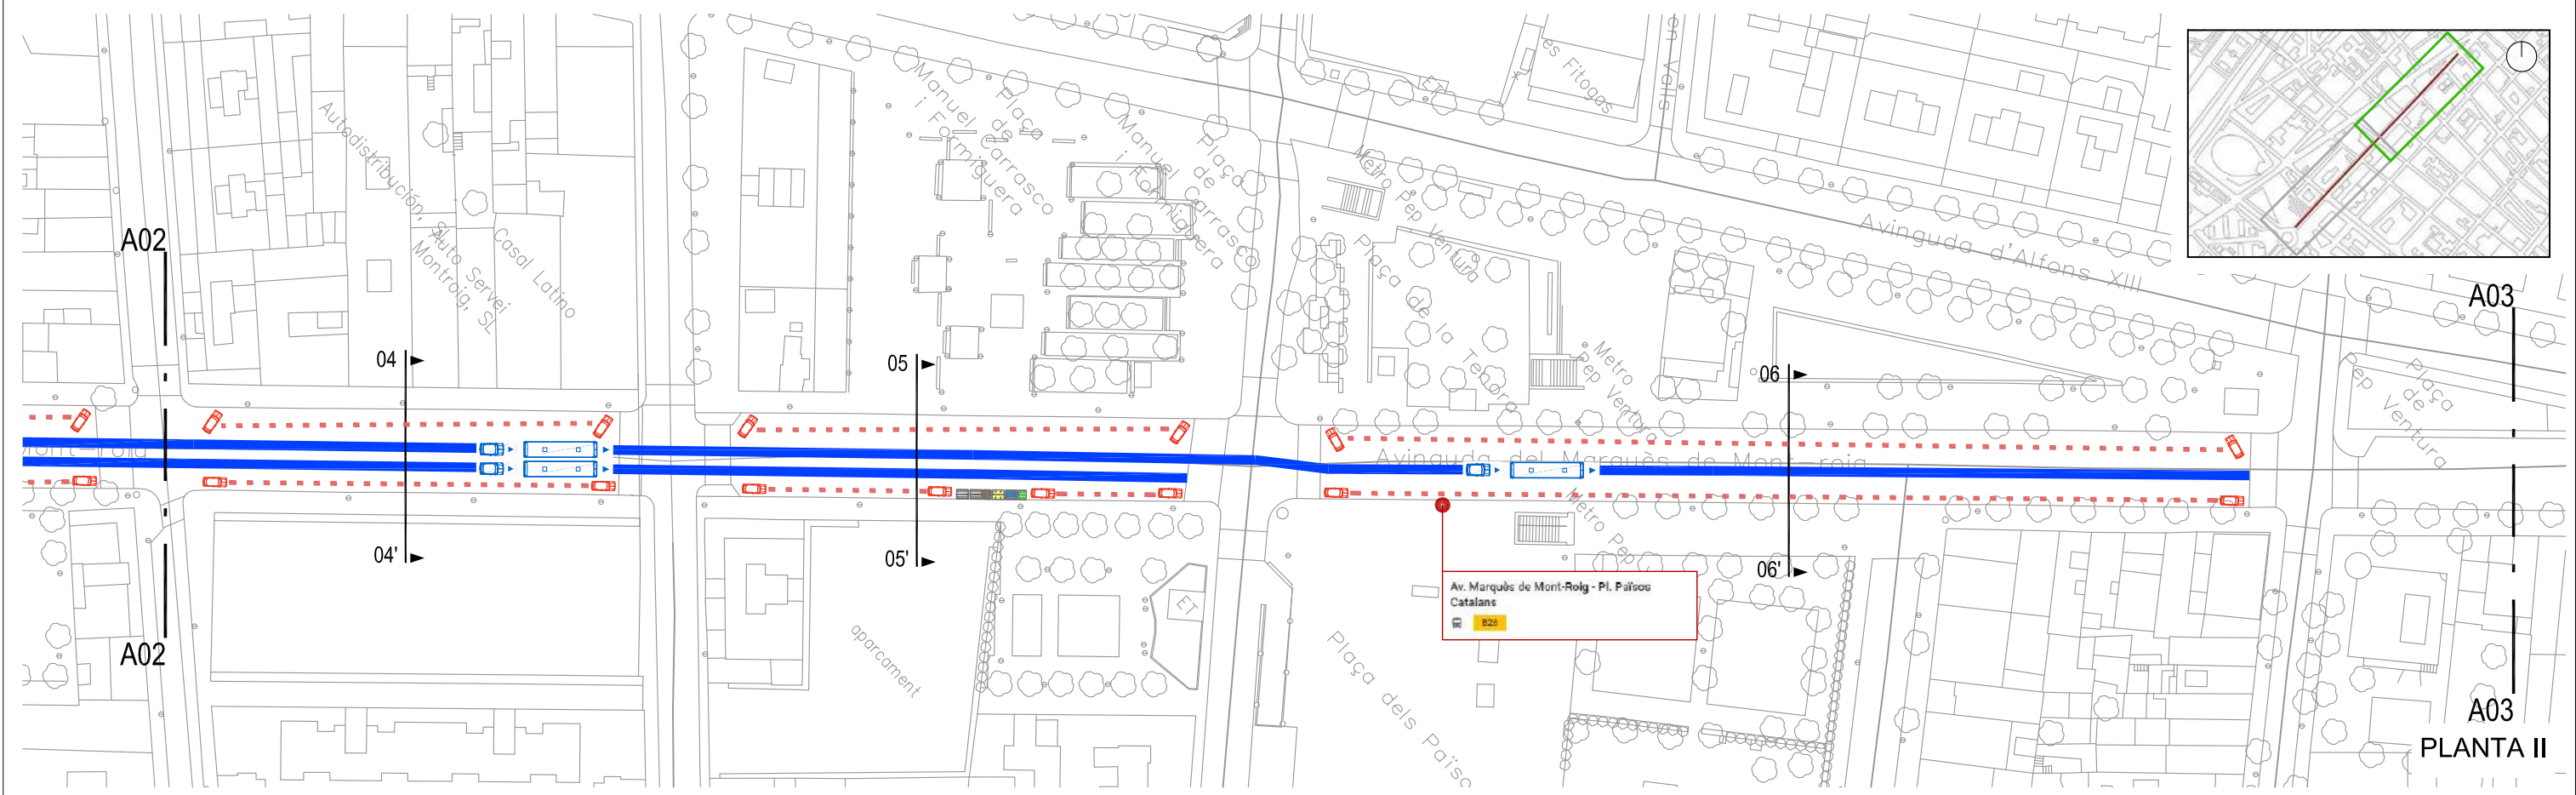 A02
A02
04
04'
05
05'
06
06'
A03
A03
PLANTA II
Autodistribución, SL
Auto Servei
Montroig, SL
Casal Latino
Plaça
de
Manuel Carrasco
i Formiguera
Plaça
de
Manuel Carrasco
i Formiguera
ET
Metro Pep Ventura
Plaça de la Tenora
Metro
Pep Ventura
Avinguda d'Alfons XIII
Plaça
de
Pep Ventura
Avinguda del Marquès de Mont-roig
aparcament
ET
Metro Pep
Plaça dels Païso
Av. Marquès de Mont-Roig - Pl. Països
Catalans
B26